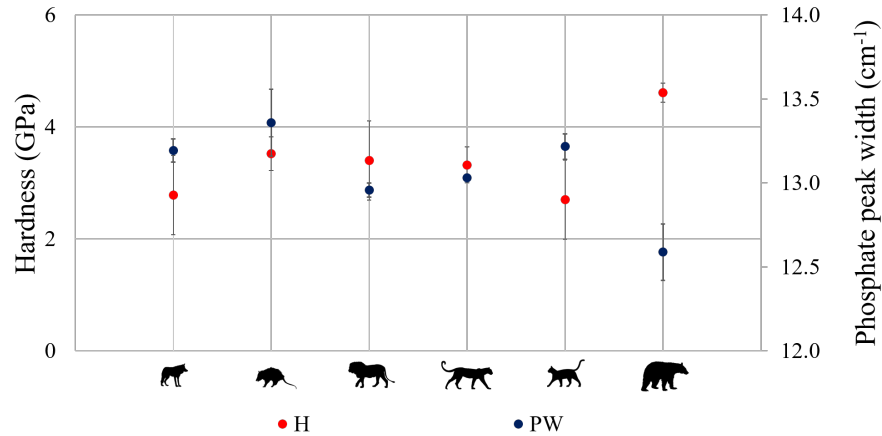 Hardness (GPa)
6
4
2
0
14.0
13.5
13.0
12.5
12.0
Phosphate peak width (cm⁻¹)
H
PW